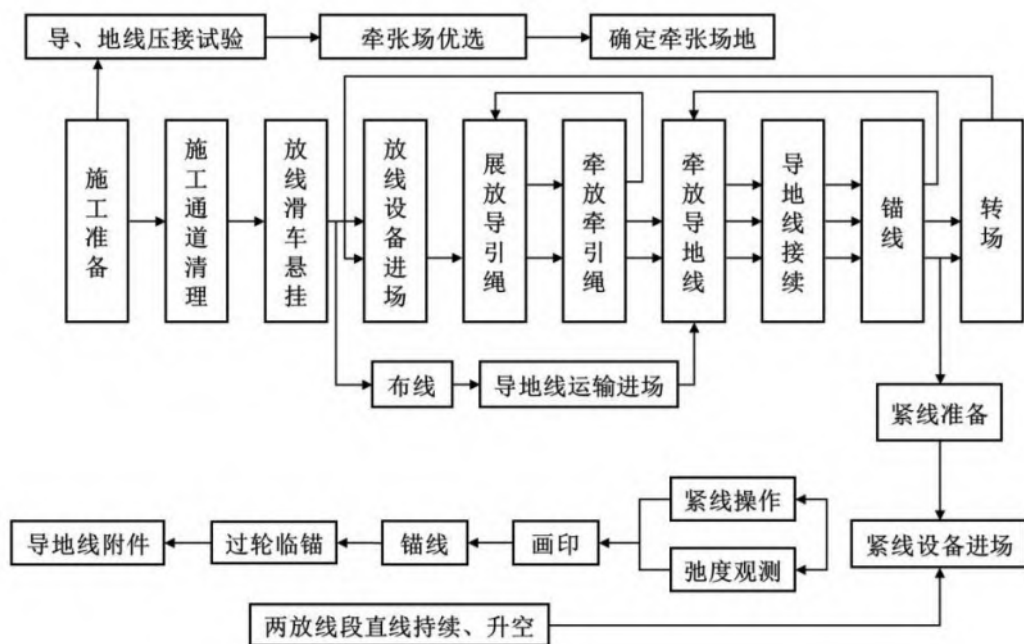 导、地线压接试验
牵张场优选
确定牵张场地
施工准备
施工通道清理
放线滑车悬挂
放线设备进场
展放导引绳
牵放牵引绳
牵放导地线
导地线接续
锚线
转场
布线
导地线运输进场
紧线准备
紧线操作
导地线附件
过轮临锚
锚线
画印
弛度观测
紧线设备进场
两放线段直线持续、升空